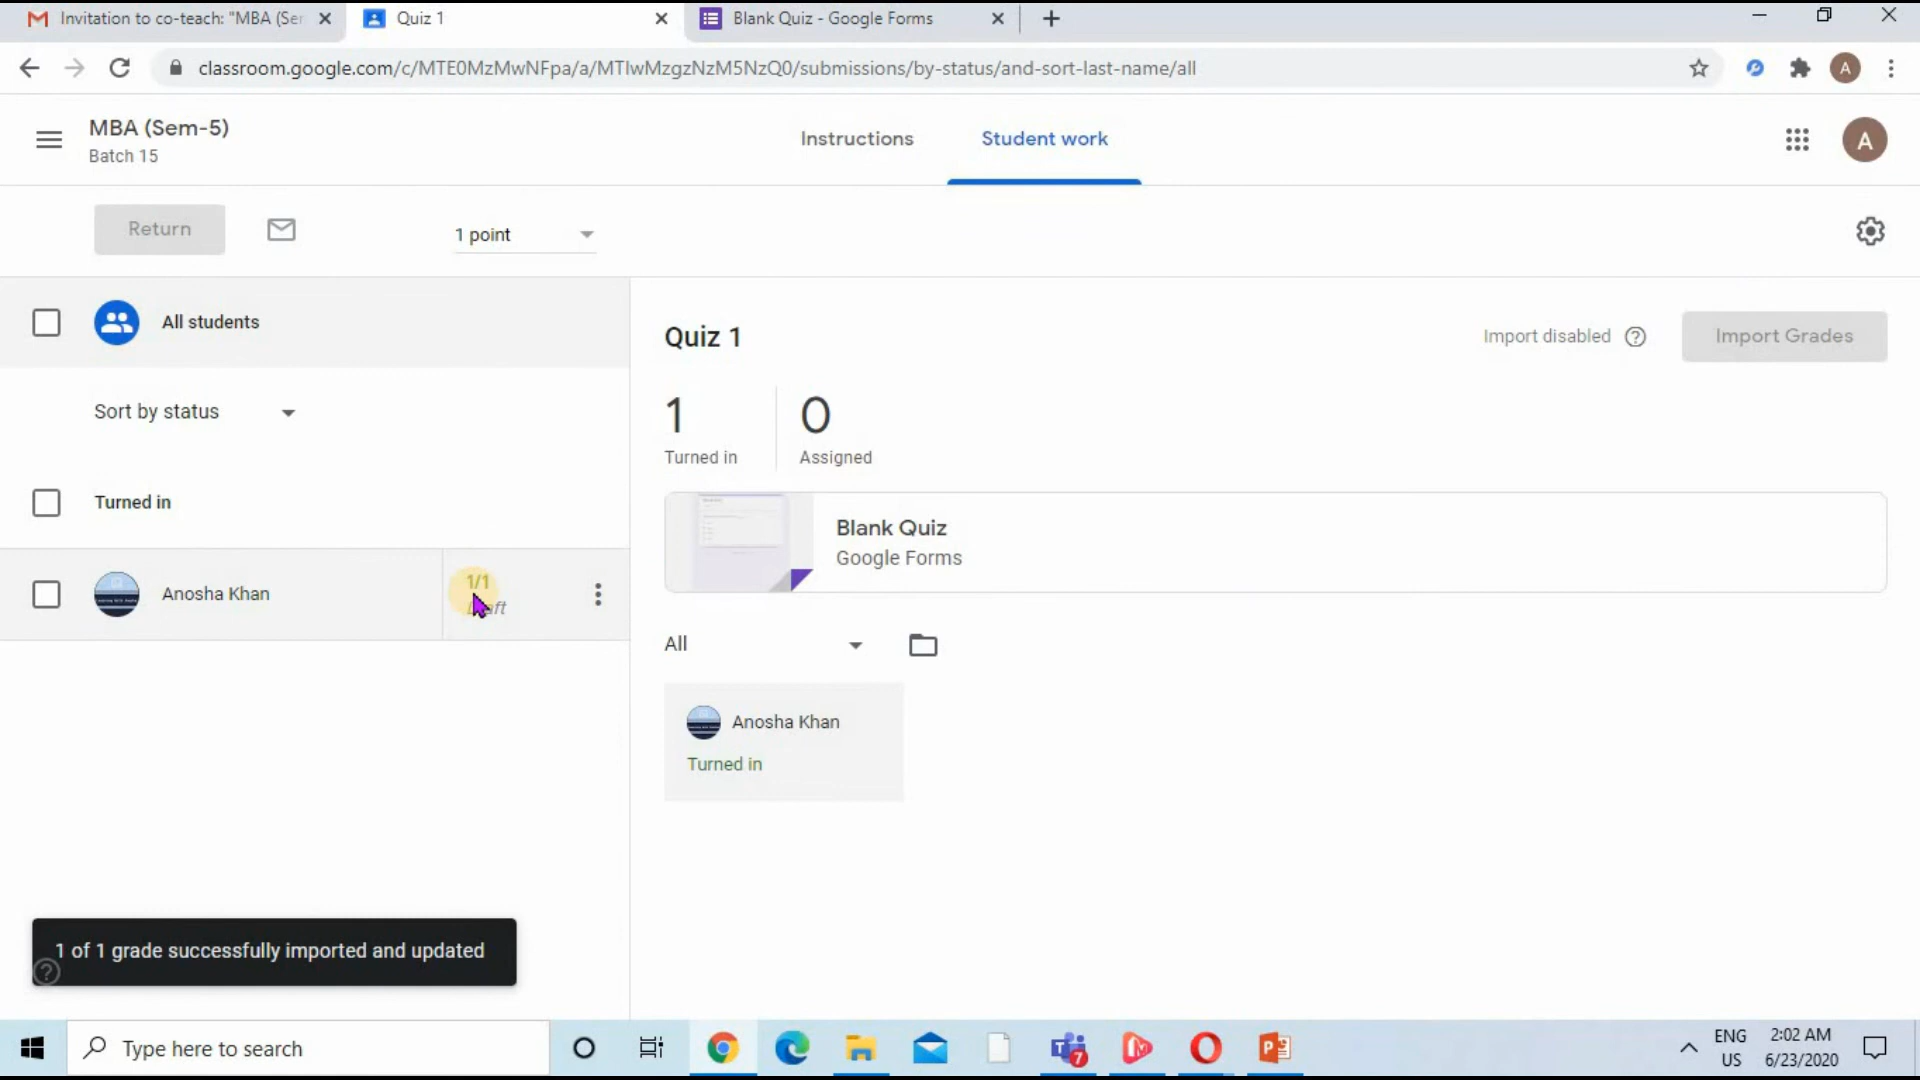 Invitation to co-teach: "MBA (Ser
Quiz 1
Blank Quiz - Google Forms
classroom.google.com/c/MTE0MzMwNFpa/a/MTIwMzgzNzM5NzQ0/submissions/by-status/and-sort-last-name/all
A
MBA (Sem-5)
Batch 15
Instructions
Student work
A
Return
1 point
All students
Quiz 1
Import disabled
Import Grades
Sort by status
1
Turned in
0
Assigned
Turned in
Blank Quiz
Google Forms
Anosha Khan
1/1
Draft
All
Anosha Khan
Turned in
1 of 1 grade successfully imported and updated
Type here to search
7
ENG
US
2:02 AM
6/23/2020